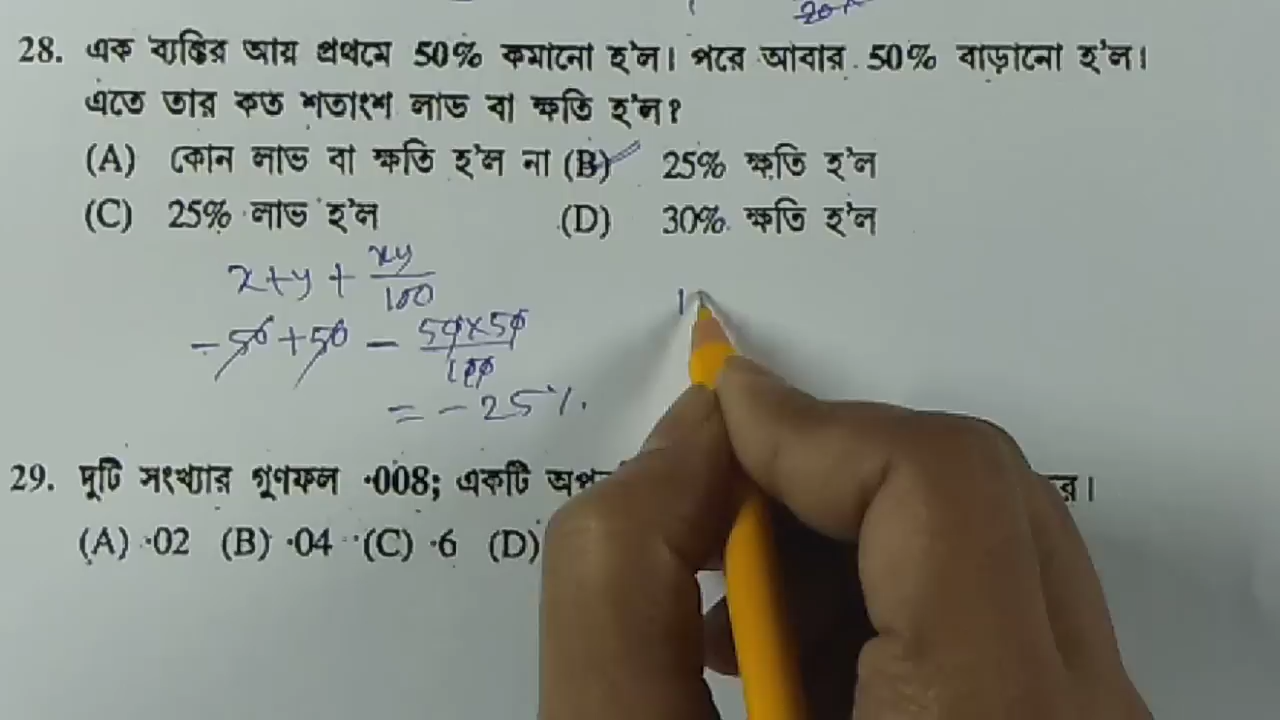 28. এক ব্যক্তির আয় প্রথমে 50% কমানো হ'ল। পরে আবার 50% বাড়ানো হ'ল।
এতে তার কত শতাংশ লাভ বা ক্ষতি হ'ল?
(A) কোন লাভ বা ক্ষতি হ'ল না (B) 25% ক্ষতি হ'ল
(C) 25% লাভ হ'ল (D) 30% ক্ষতি হ'ল
x+y+ xy/100
-50+50 - 50×50/100
= -25%.
29. দুটি সংখ্যার গুণফল ·008; একটি
(A) ·02 (B) ·04 (C) ·6 (D)